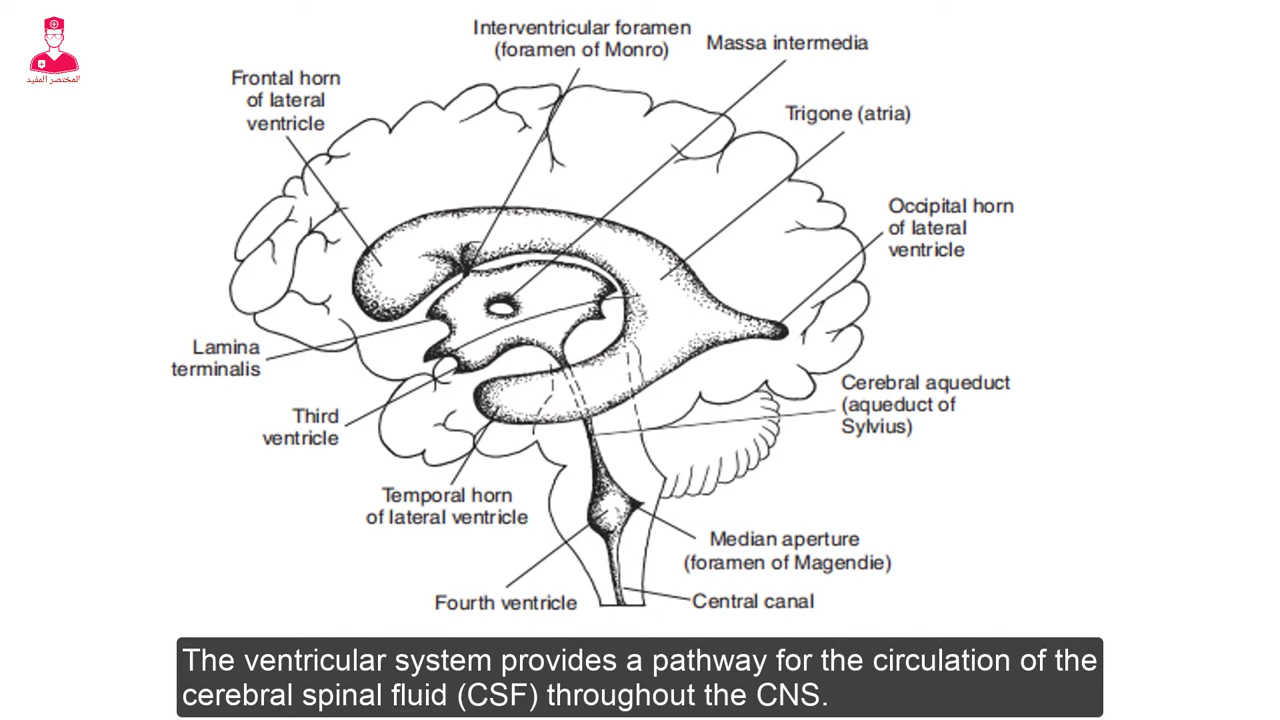 المختصر المفيد
Interventricular foramen
(foramen of Monro)
Massa intermedia
Frontal horn
of lateral
ventricle
Trigone (atria)
Occipital horn
of lateral
ventricle
Lamina
terminalis
Cerebral aqueduct
(aqueduct of
Sylvius)
Third
ventricle
Temporal horn
of lateral ventricle
Median aperture
(foramen of Magendie)
Fourth ventricle
Central canal
The ventricular system provides a pathway for the circulation of the
cerebral spinal fluid (CSF) throughout the CNS.